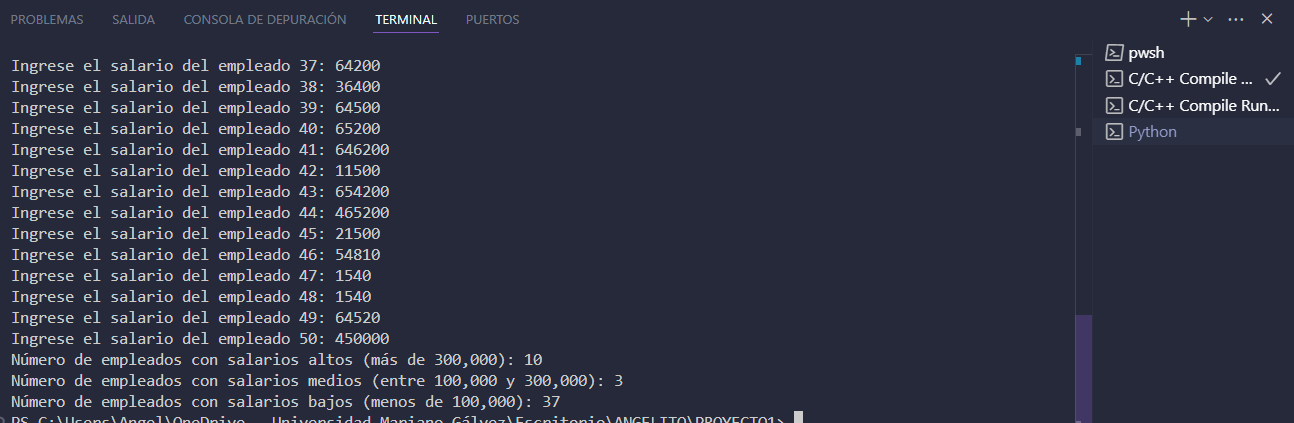 PROBLEMAS SALIDA CONSOLA DE DEPURACIÓN TERMINAL PUERTOS
Ingrese el salario del empleado 37: 64200
Ingrese el salario del empleado 38: 36400
Ingrese el salario del empleado 39: 64500
Ingrese el salario del empleado 40: 65200
Ingrese el salario del empleado 41: 646200
Ingrese el salario del empleado 42: 11500
Ingrese el salario del empleado 43: 654200
Ingrese el salario del empleado 44: 465200
Ingrese el salario del empleado 45: 21500
Ingrese el salario del empleado 46: 54810
Ingrese el salario del empleado 47: 1540
Ingrese el salario del empleado 48: 1540
Ingrese el salario del empleado 49: 64520
Ingrese el salario del empleado 50: 450000
Número de empleados con salarios altos (más de 300,000): 10
Número de empleados con salarios medios (entre 100,000 y 300,000): 3
Número de empleados con salarios bajos (menos de 100,000): 37
PS C:\Users\Angel\OneDrive - Universidad Mariano Gálvez\Escritorio\ANGELITO\PROYECTO1>
pwsh
C/C++ Compile ...
C/C++ Compile Run...
Python